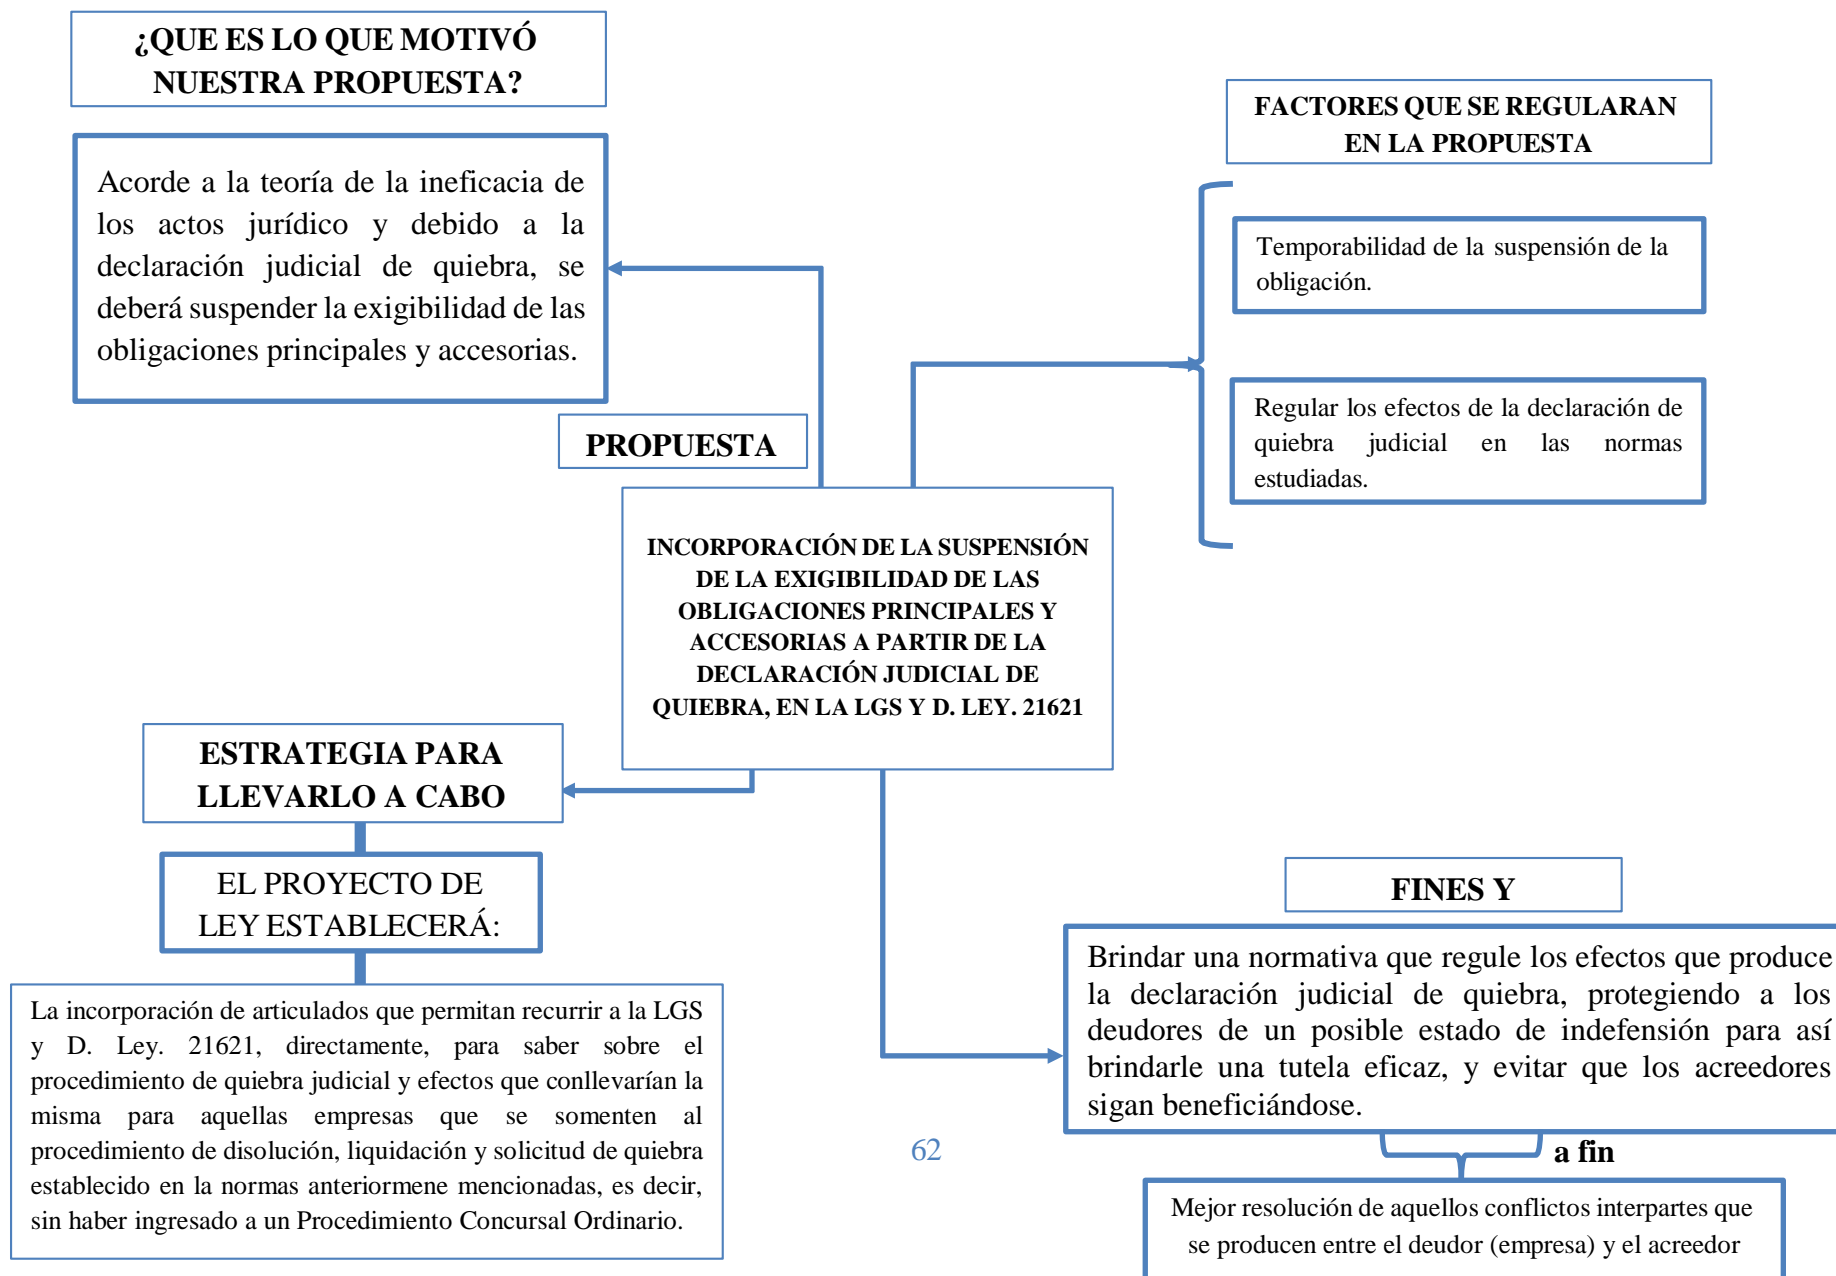 ¿QUE ES LO QUE MOTIVÓ
NUESTRA PROPUESTA?
Acorde a la teoría de la ineficacia de
los actos jurídico y debido a la
declaración judicial de quiebra, se
deberá suspender la exigibilidad de las
obligaciones principales y accesorias.
FACTORES QUE SE REGULARAN
EN LA PROPUESTA
Temporabilidad de la suspensión de la
obligación.
Regular los efectos de la declaración de
quiebra judicial en las normas
estudiadas.
PROPUESTA
INCORPORACIÓN DE LA SUSPENSIÓN
DE LA EXIGIBILIDAD DE LAS
OBLIGACIONES PRINCIPALES Y
ACCESORIAS A PARTIR DE LA
DECLARACIÓN JUDICIAL DE
QUIEBRA, EN LA LGS Y D. LEY. 21621
ESTRATEGIA PARA
LLEVARLO A CABO
EL PROYECTO DE
LEY ESTABLECERÁ:
La incorporación de articulados que permitan recurrir a la LGS
y D. Ley. 21621, directamente, para saber sobre el
procedimiento de quiebra judicial y efectos que conllevarían la
misma para aquellas empresas que se somenten al
procedimiento de disolución, liquidación y solicitud de quiebra
establecido en la normas anteriormene mencionadas, es decir,
sin haber ingresado a un Procedimiento Concursal Ordinario.
FINES Y
Brindar una normativa que regule los efectos que produce
la declaración judicial de quiebra, protegiendo a los
deudores de un posible estado de indefensión para así
brindarle una tutela eficaz, y evitar que los acreedores
sigan beneficiándose.
a fin
Mejor resolución de aquellos conflictos interpartes que
se producen entre el deudor (empresa) y el acreedor
62